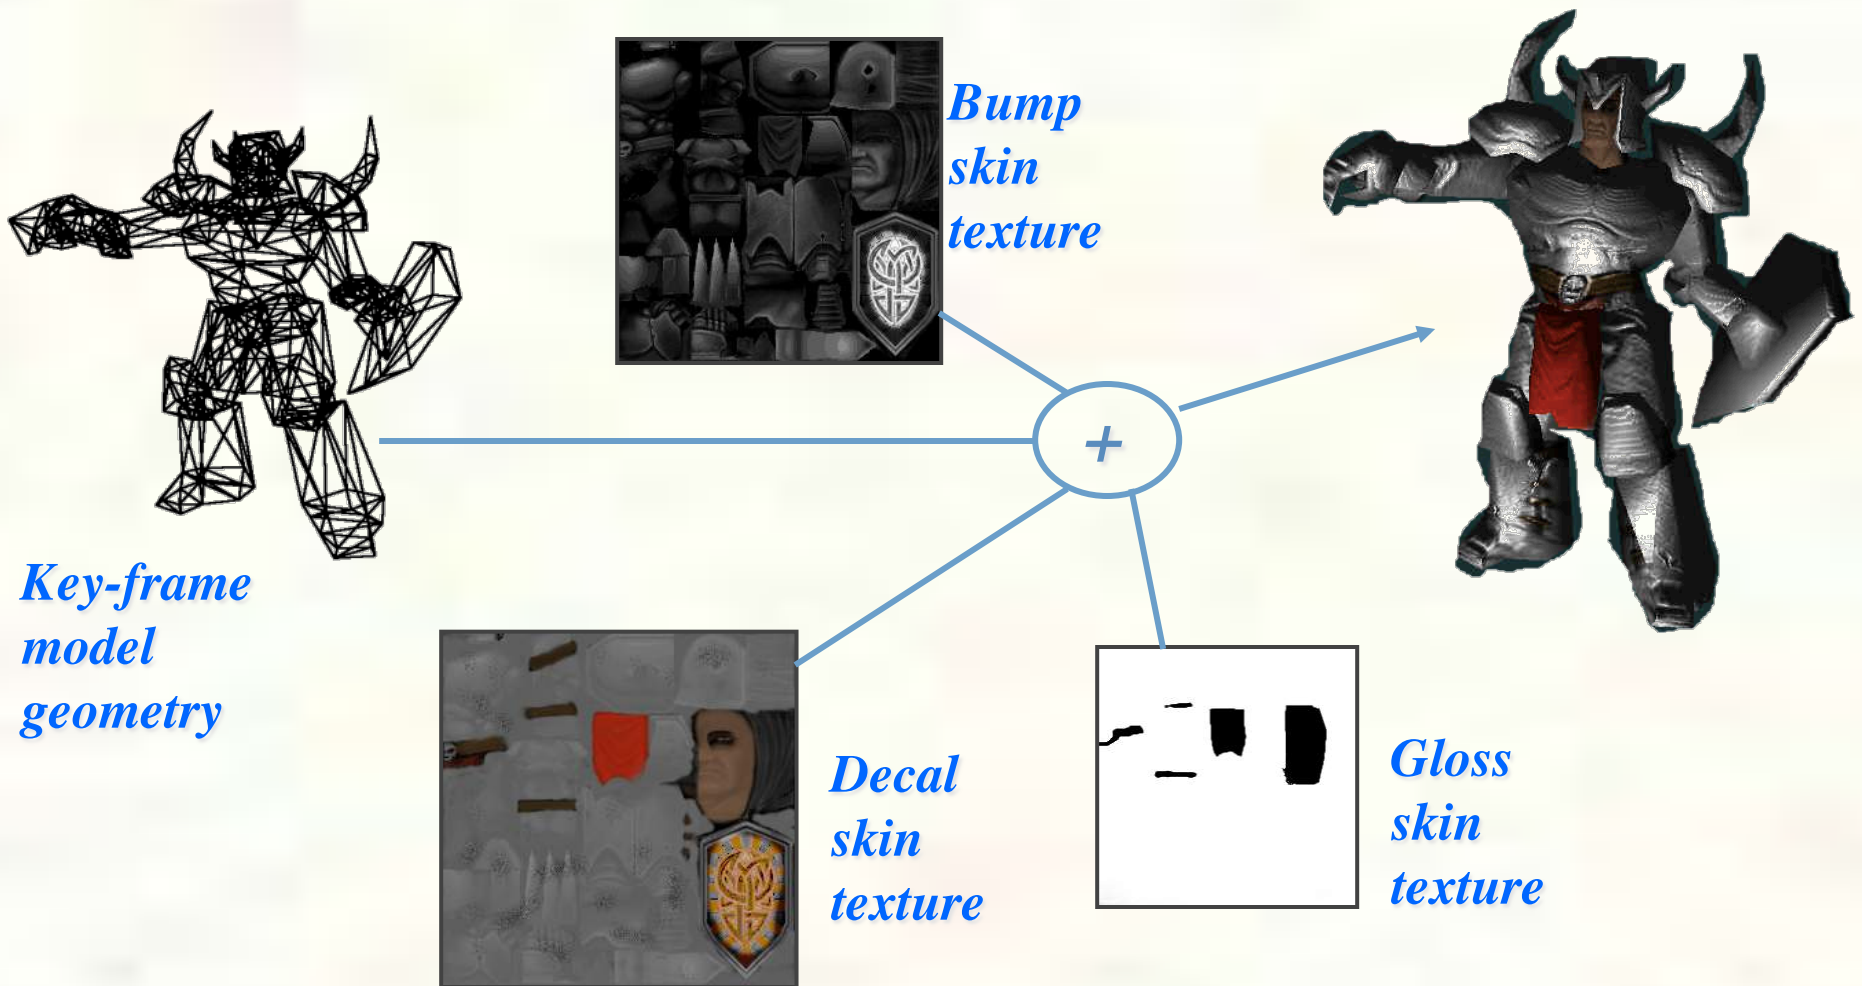 Bump
skin
texture
+
Key-frame
model
geometry
Decal
skin
texture
Gloss
skin
texture